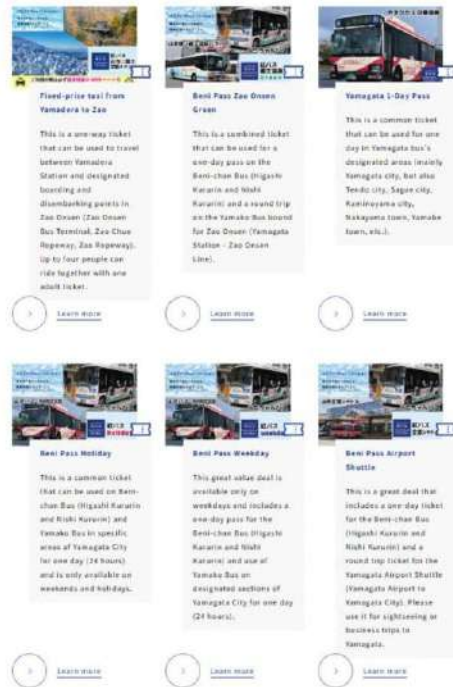 Fixed-prise taxi from
Yamadera to Zao
This is a one-way ticket
that can be used to travel
between Yamadera
Station and designated
boarding and
disembarking points in
Zao Onsen (Zao Onsen
Bus Terminal, Zao Chuo
Ropeway, Zao Ropeway).
Up to four people can
ride together with one
adult ticket.
Learn more
Beni Pass Zao Onsen
Green
This is a combined ticket
that can be used for a
one-day pass on the
Beni-chan Bus (Higashi
Kururin and Nishi
Kururin) and a round trip
on the Yamako Bus bound
for Zao Onsen (Yamagata
Station - Zao Onsen
Line).
Learn more
Yamagata 1-Day Pass
This is a common ticket
that can be used for one
day in Yamagata bus's
designated areas (mainly
Yamagata city, but also
Tendo city, Sagae city,
Kaminoyama city,
Nakayama town, Yamabe
town, etc.).
Learn more
Holiday
Beni Pass Holiday
This is a common ticket
that can be used on Beni-
chan Bus (Higashi Kururin
and Nishi Kururin) and
Yamako Bus in specific
areas of Yamagata City
for one day (24 hours)
and is only available on
weekends and holidays.
Learn more
weekday
Beni Pass Weekday
This great value deal is
available only on
weekdays and includes a
one-day pass for the
Beni-chan Bus (Higashi
Kururin and Nishi
Kururin) and use of
Yamako Bus on
designated sections of
Yamagata City for one day
(24 hours).
Learn more
Beni Pass Airport
Shuttle
This is a great deal that
includes a one-day ticket
for the Beni-chan Bus
(Higashi Kururin and
Nishi Kururin) and a
round trip ticket for the
Yamagata Airport Shuttle
(Yamagata Airport to
Yamagata City). Please
use it for sightseeing or
business trips to
Yamagata.
Learn more